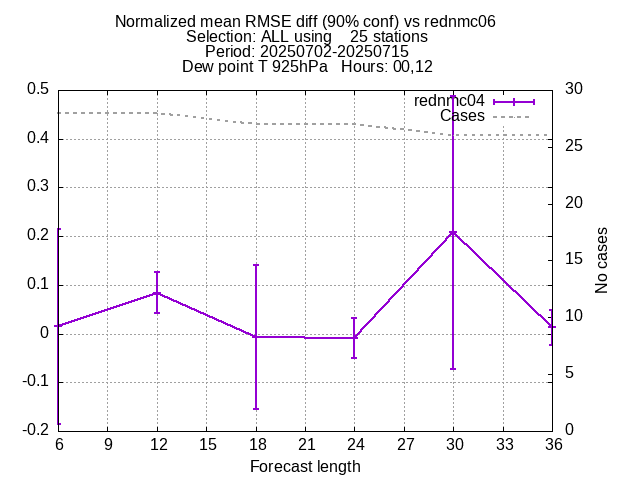 Normalized mean RMSE diff (90% conf) vs rednmc06
Selection: ALL using    25 stations
Period: 20250702-20250715
Dew point T 925hPa   Hours: 00,12
rednmc04
Cases
0.5
0.4
0.3
0.2
0.1
0
-0.1
-0.2
30
25
20
15
10
5
0
No cases
6 9 12 15 18 21 24 27 30 33 36
Forecast length